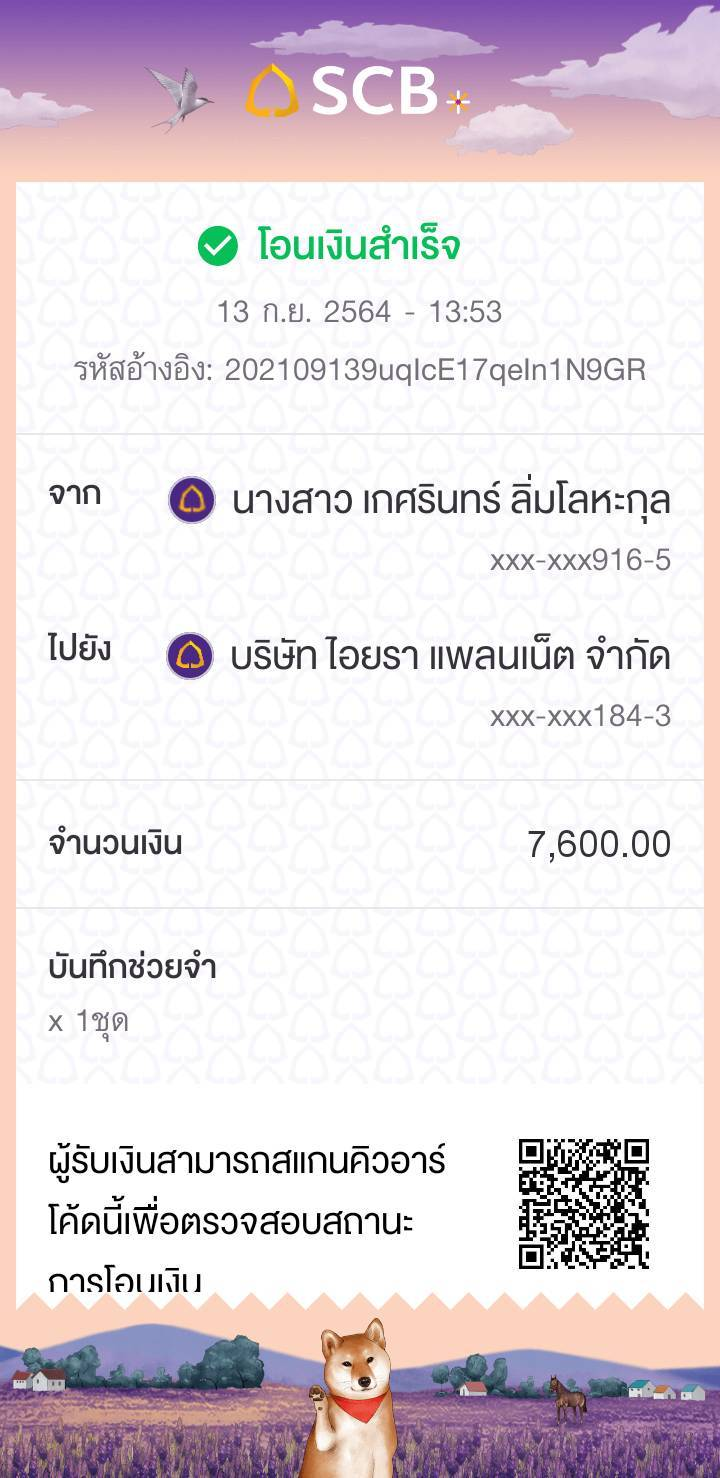 SCB
โอนเงินสำเร็จ
13 ก.ย. 2564 - 13:53
รหัสอ้างอิง: 202109139uqIcE17qeIn1N9GR
จาก นางสาว เกศรินทร์ ลิ่มโลหะกุล
xxx-xxx916-5
ไปยัง บริษัท ไอยรา แพลนเน็ต จำกัด
xxx-xxx184-3
จำนวนเงิน 7,600.00
บันทึกช่วยจำ
x 1ชุด
ผู้รับเงินสามารถสแกนคิวอาร์
โค้ดนี้เพื่อตรวจสอบสถานะ
การโอนเงิน